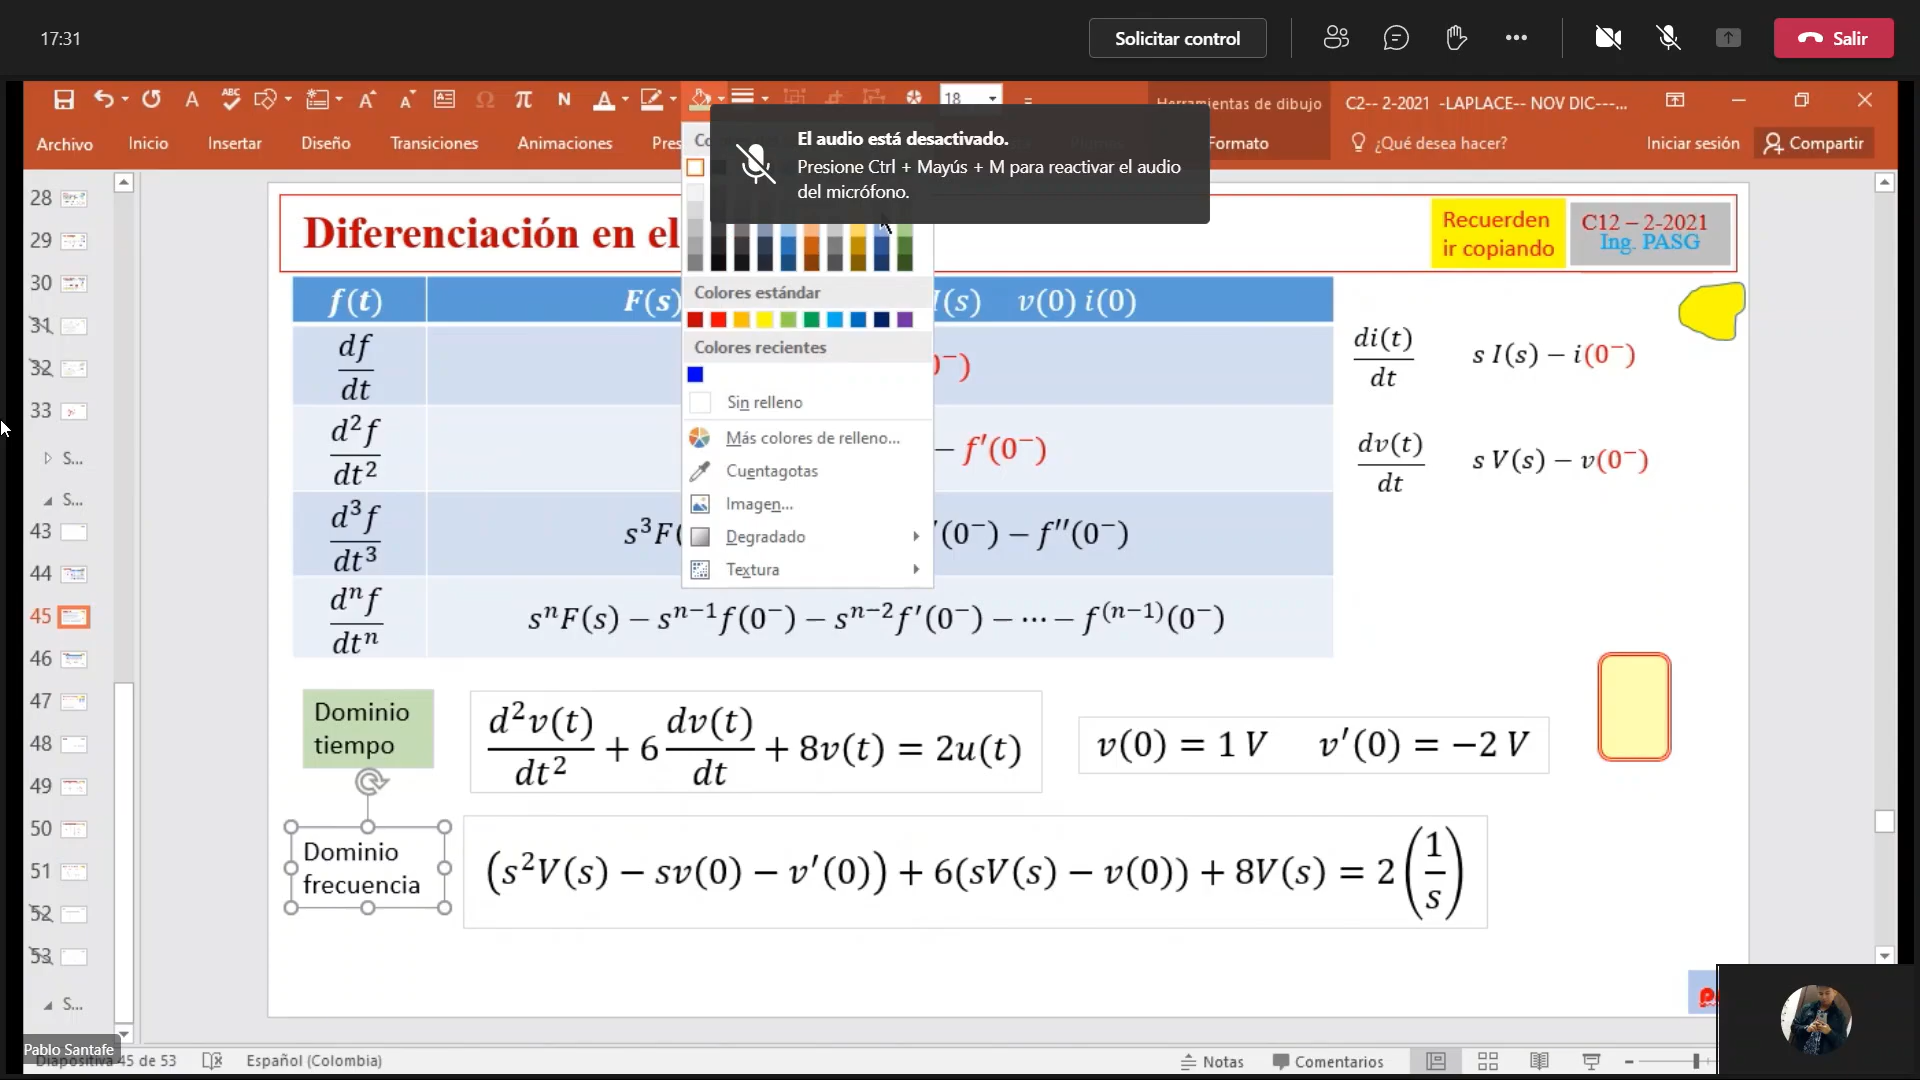 17:31
Solicitar control
Salir
18
Herramientas de dibujo
C2-- 2-2021 -LAPLACE-- NOV DIC---...
Archivo
Inicio
Insertar
Diseño
Transiciones
Animaciones
Pres
Formato
¿Qué desea hacer?
Iniciar sesión
Compartir
El audio está desactivado.
Presione Ctrl + Mayús + M para reactivar el audio
del micrófono.
Co
Colores estándar
Colores recientes
Sin relleno
Más colores de relleno...
Cuentagotas
Imagen...
Degradado
Textura
28
29
30
31
32
33
S...
S...
43
44
45
46
47
48
49
50
51
52
53
S...
Diferenciación en el
Recuerden
ir copiando
C12 – 2-2021
Ing. PASG
f(t) F(s) I(s) v(0) i(0)
df/dt 0⁻)
d²f/dt² − f′(0⁻)
d³f/dt³ s³F( ′(0⁻) − f″(0⁻)
dⁿf/dtⁿ sⁿF(s) − sⁿ⁻¹f(0⁻) − sⁿ⁻²f′(0⁻) − ⋯ − f⁽ⁿ⁻¹⁾(0⁻)
di(t)/dt s I(s) − i(0⁻)
dv(t)/dt s V(s) − v(0⁻)
Dominio
tiempo
d²v(t)/dt² + 6 dv(t)/dt + 8v(t) = 2u(t)
v(0) = 1 V v′(0) = −2 V
Dominio
frecuencia
(s²V(s) − sv(0) − v′(0)) + 6(sV(s) − v(0)) + 8V(s) = 2(1/s)
Pablo Santafe
Diapositiva 45 de 53
Español (Colombia)
Notas
Comentarios